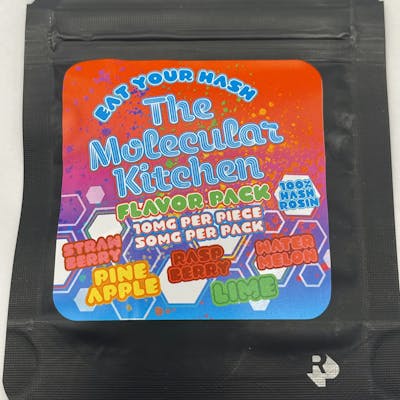 EAT YOUR HASH
The
Molecular
Kitchen
FLAVOR PACK
100%
HASH
ROSIN
10MG PER PIECE
50MG PER PACK
STRAW
BERRY
RASP
BERRY
WATER
MELON
PINE
APPLE
LIME
R